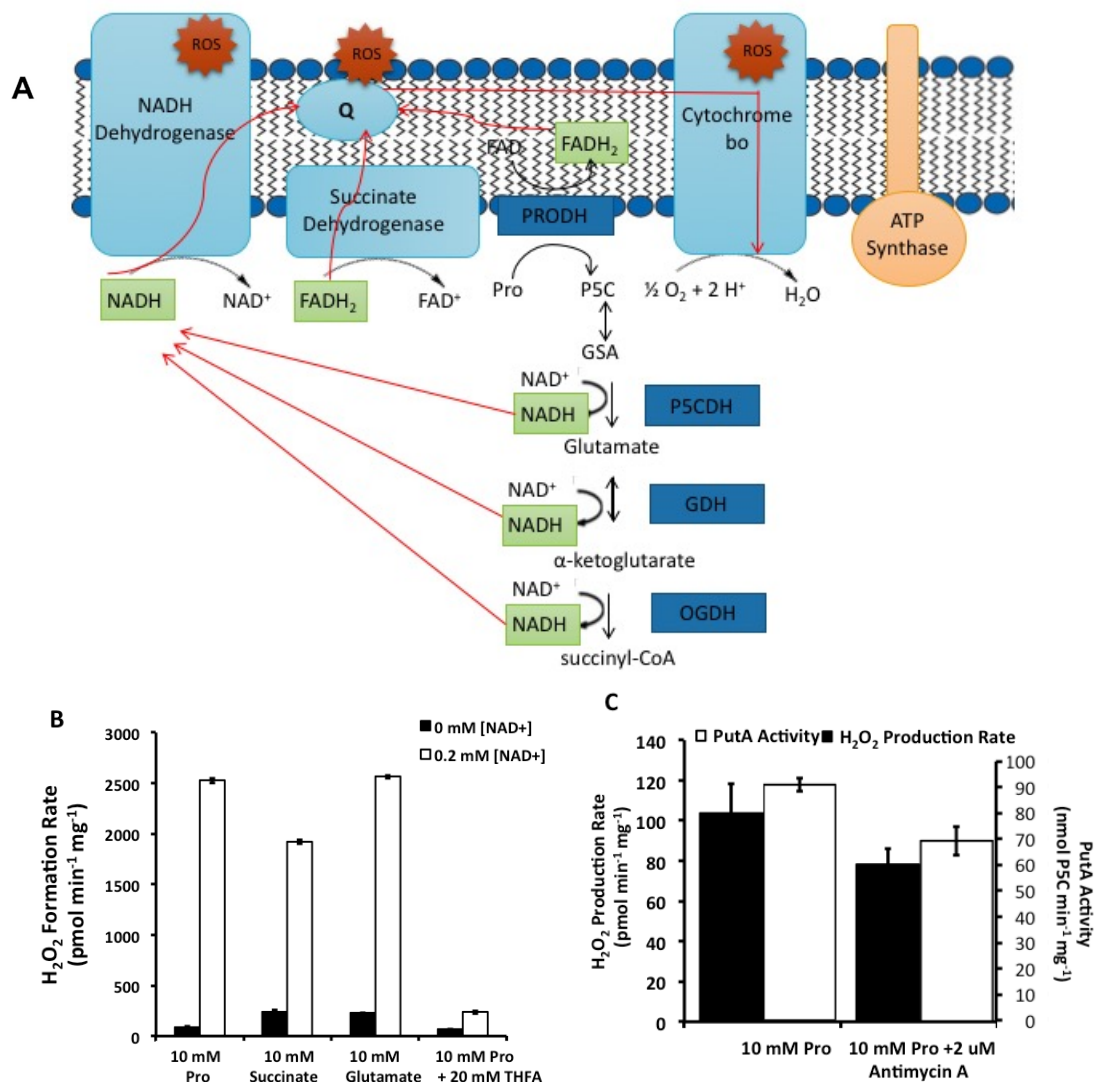 A
ROS
ROS
ROS
NADH
Dehydrogenase
Q
Cytochrome
bo
FAD
FADH₂
Succinate
Dehydrogenase
PRODH
ATP
Synthase
NADH
NAD⁺
FADH₂
FAD⁺
Pro
P5C
½ O₂ + 2 H⁺
H₂O
GSA
NAD⁺
NADH
P5CDH
Glutamate
NAD⁺
NADH
GDH
α-ketoglutarate
NAD⁺
NADH
OGDH
succinyl-CoA
B
0 mM [NAD+]
0.2 mM [NAD+]
H₂O₂ Formation Rate
(pmol min⁻¹ mg⁻¹)
3000
2500
2000
1500
1000
500
0
10 mM
Pro
10 mM
Succinate
10 mM
Glutamate
10 mM Pro
+ 20 mM THFA
C
PutA Activity
H₂O₂ Production Rate
H₂O₂ Production Rate
(pmol min⁻¹ mg⁻¹)
140
120
100
80
60
40
20
0
100
90
80
70
60
50
40
30
20
10
0
PutA Activity
(nmol P5C min⁻¹ mg⁻¹)
10 mM Pro
10 mM Pro +2 uM
Antimycin A